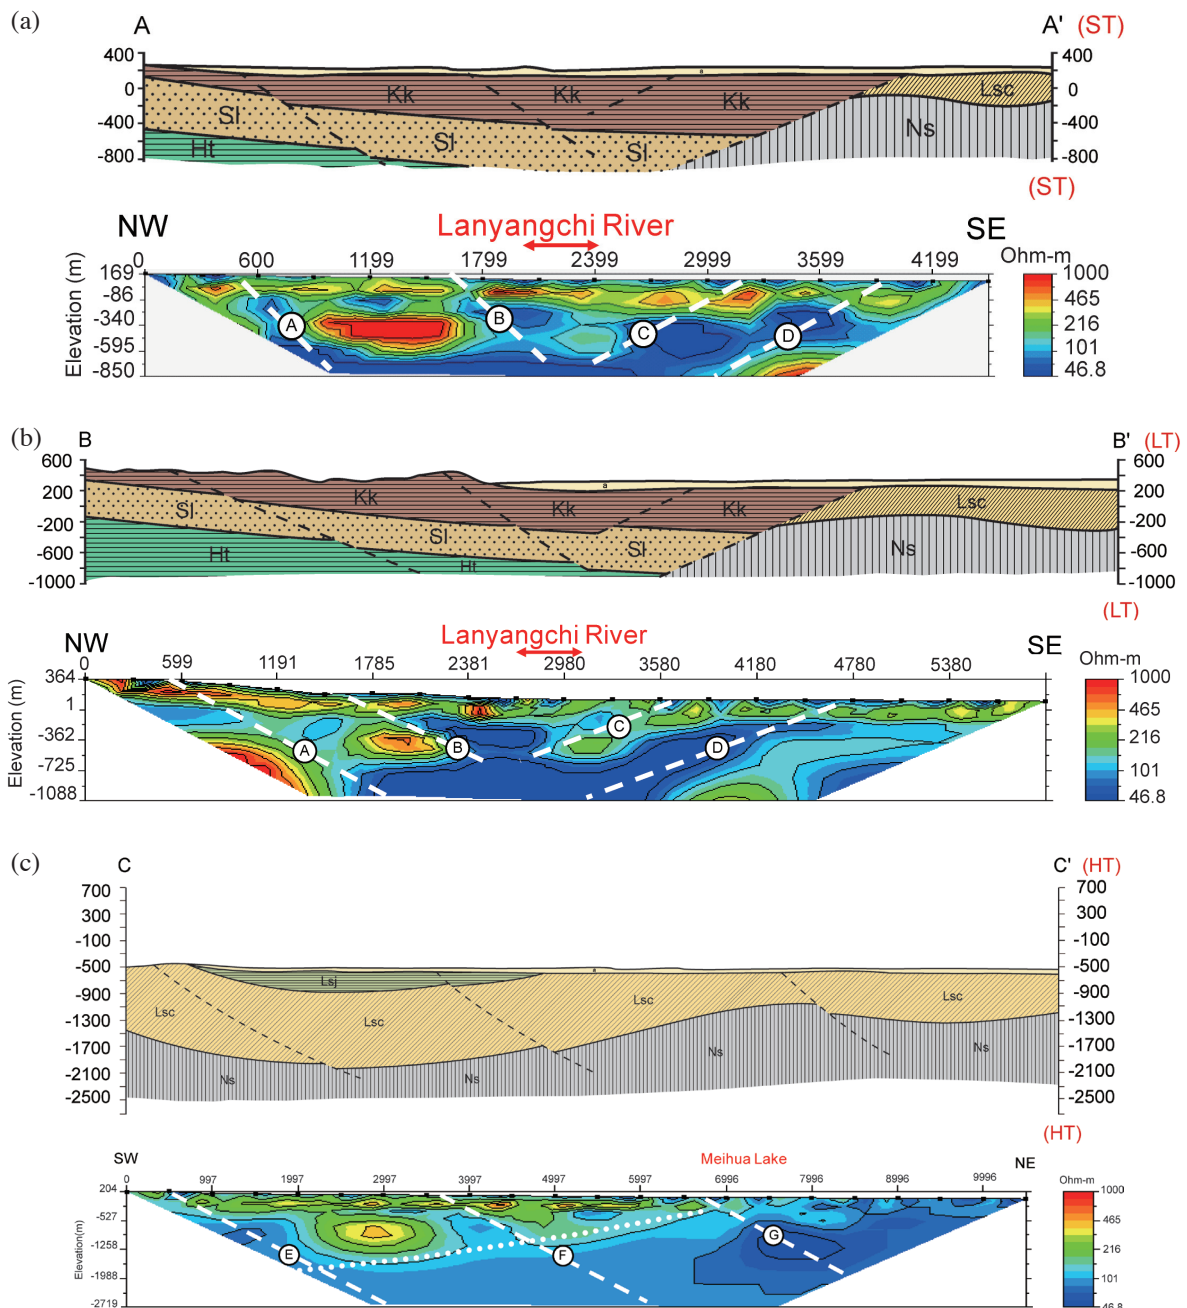 (a)
A A' (ST)
400 400
0 0
-400 -400
-800 -800
a
Kk Kk Kk Lsc
Sl Sl Sl Ns
Ht
(ST)
NW Lanyangchi River SE
0 600 1199 1799 2399 2999 3599 4199 Ohm-m
Elevation (m)
169
-86
-340
-595
-850
A B C D
1000
465
216
101
46.8
(b)
B B' (LT)
600 600
200 200
-200 -200
-600 -600
-1000 -1000
a
Kk Kk Kk Lsc
Sl Sl Sl Ns
Ht Ht
(LT)
NW Lanyangchi River SE
0 599 1191 1785 2381 2980 3580 4180 4780 5380 Ohm-m
Elevation (m)
364
1
-362
-725
-1088
A B C D
1000
465
216
101
46.8
(c)
C C' (HT)
700 700
300 300
-100 -100
-500 -500
-900 -900
-1300 -1300
-1700 -1700
-2100 -2100
-2500 -2500
Lsj
Lsc Lsc Lsc Lsc
Ns Ns Ns Ns
(HT)
SW Meihua Lake NE
0 997 1997 2997 3997 4997 5997 6996 7996 8996 9996 Ohm-m
Elevation(m)
204
-527
-1258
-1988
-2719
E F G
1000
465
216
101
46.8